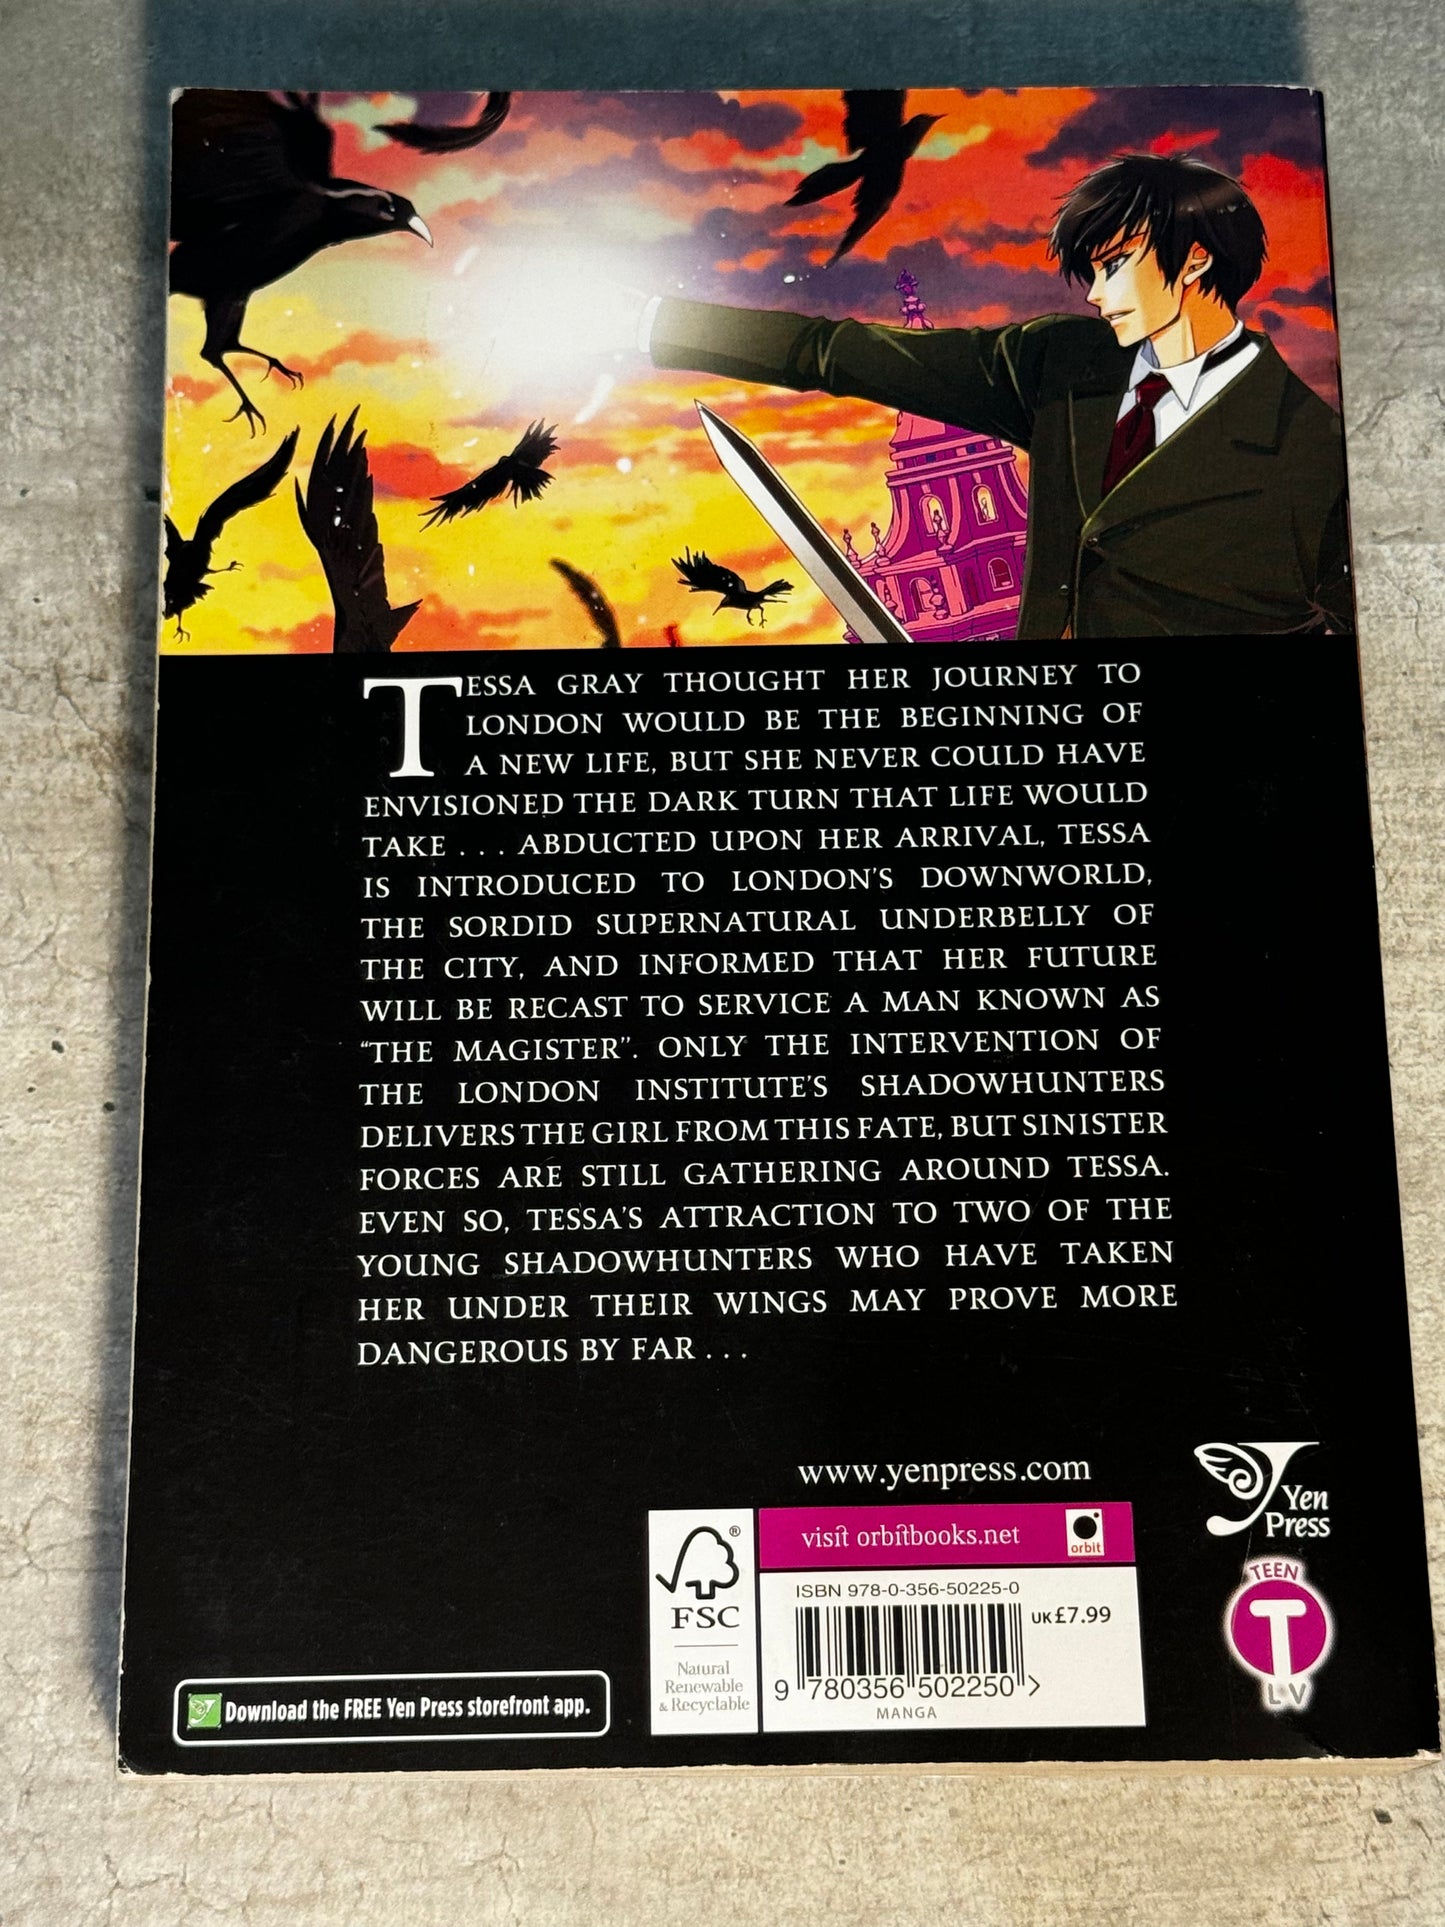 TESSA GRAY THOUGHT HER JOURNEY TO
LONDON WOULD BE THE BEGINNING OF
A NEW LIFE, BUT SHE NEVER COULD HAVE
ENVISIONED THE DARK TURN THAT LIFE WOULD
TAKE . . . ABDUCTED UPON HER ARRIVAL, TESSA
IS INTRODUCED TO LONDON'S DOWNWORLD,
THE SORDID SUPERNATURAL UNDERBELLY OF
THE CITY, AND INFORMED THAT HER FUTURE
WILL BE RECAST TO SERVICE A MAN KNOWN AS
“THE MAGISTER”. ONLY THE INTERVENTION OF
THE LONDON INSTITUTE'S SHADOWHUNTERS
DELIVERS THE GIRL FROM THIS FATE, BUT SINISTER
FORCES ARE STILL GATHERING AROUND TESSA.
EVEN SO, TESSA'S ATTRACTION TO TWO OF THE
YOUNG SHADOWHUNTERS WHO HAVE TAKEN
HER UNDER THEIR WINGS MAY PROVE MORE
DANGEROUS BY FAR . . .
www.yenpress.com
Yen
Press
visit orbitbooks.net
orbit
®
FSC
Natural
Renewable
& Recyclable
ISBN 978-0-356-50225-0
UK £7.99
9 780356 502250 >
MANGA
TEEN
T
L V
Download the FREE Yen Press storefront app.